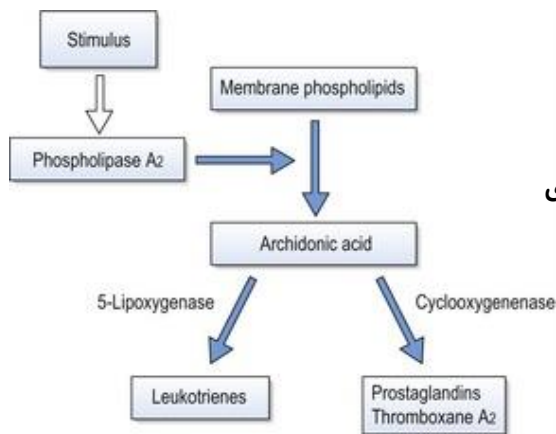 Stimulus
Membrane phospholipids
Phospholipase A2
Archidonic acid
5-Lipoxygenase
Cyclooxygenenase
Leukotrienes
Prostaglandins
Thromboxane A2